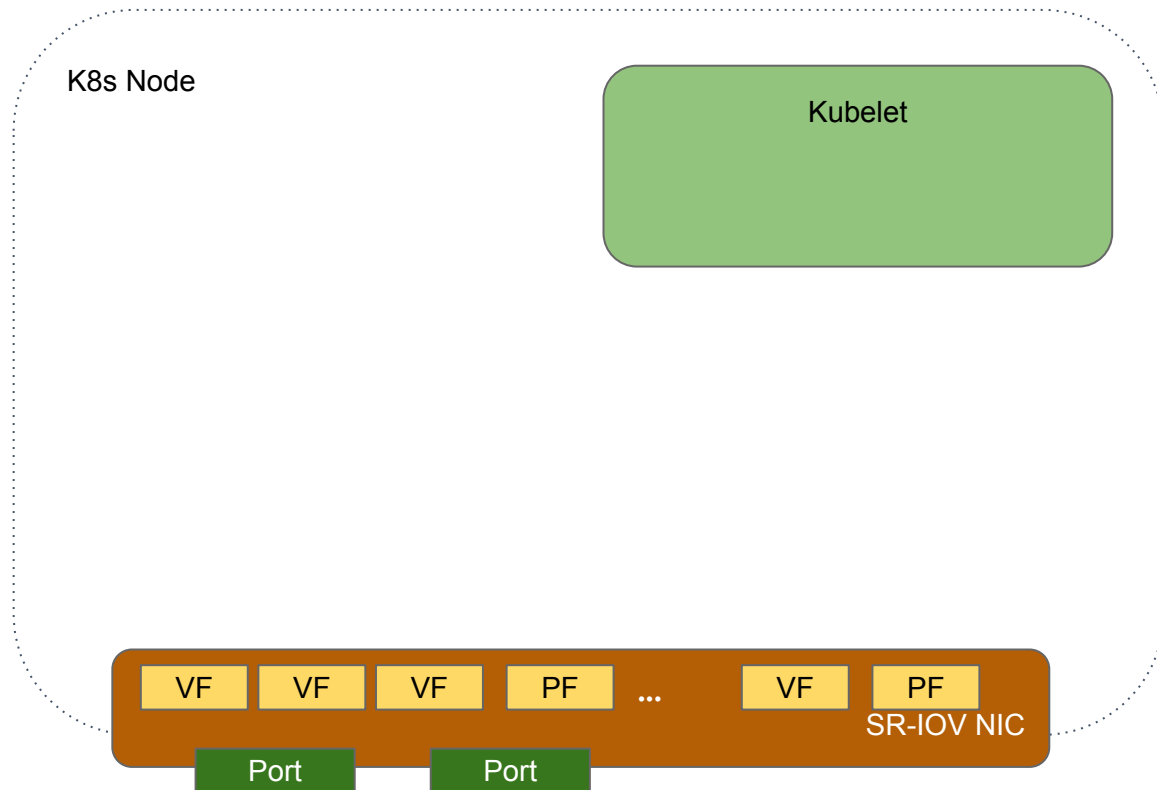 K8s Node
Kubelet
VF VF VF PF ... VF PF
SR-IOV NIC
Port Port